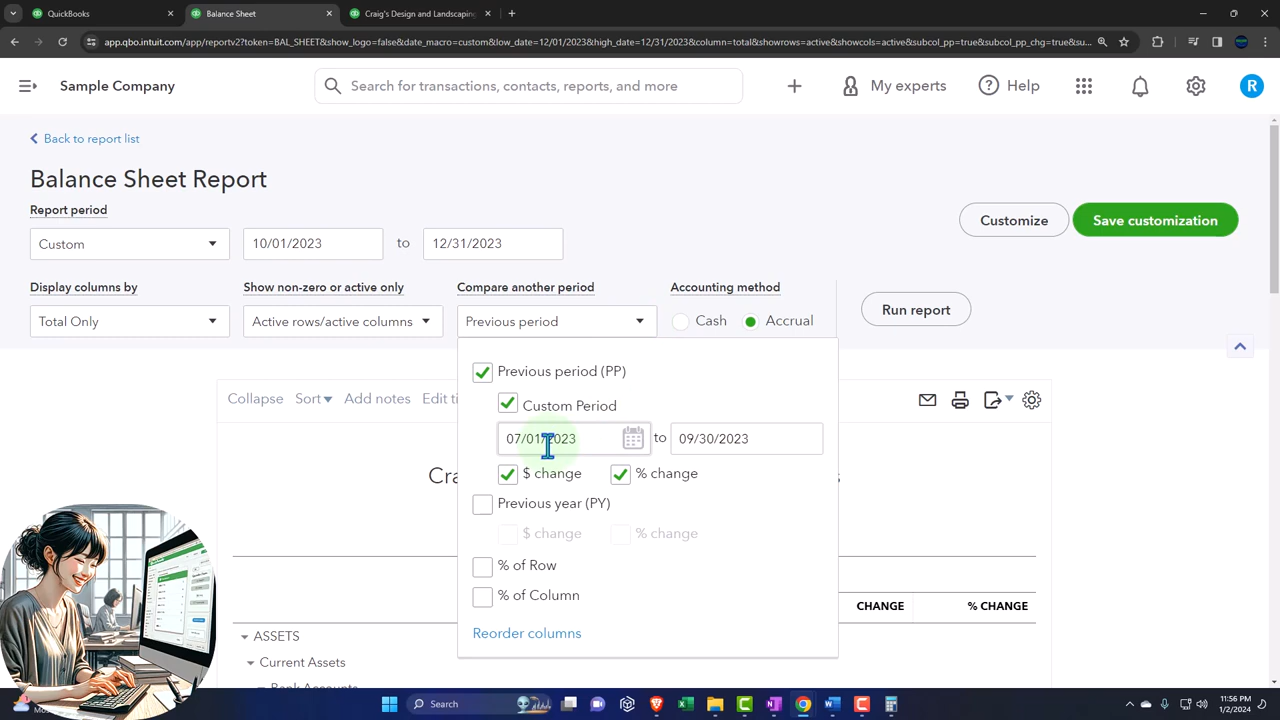 QuickBooks
Balance Sheet
Craig's Design and Landscaping
app.qbo.intuit.com/app/report2?token=BAL_SHEET&show_logo=false&date_macro=custom&low_date=12/01/2023&high_date=12/31/2023&column=total&showrows=active&showcols=active&subcol_pp=true&subcol_pp_chg=true&su...
Sample Company
Search for transactions, contacts, reports, and more
My experts
Help
R
Back to report list
Balance Sheet Report
Report period
Custom
10/01/2023
to
12/31/2023
Customize
Save customization
Display columns by
Show non-zero or active only
Compare another period
Accounting method
Total Only
Active rows/active columns
Previous period
Cash
Accrual
Run report
Previous period (PP)
Custom Period
07/01/2023
to
09/30/2023
$ change
% change
Previous year (PY)
$ change
% change
% of Row
% of Column
Reorder columns
Collapse
Sort
Add notes
Edit ti
Cra
s
CHANGE
% CHANGE
ASSETS
Current Assets
Bank Accounts
Search
11:56 PM
1/2/2024